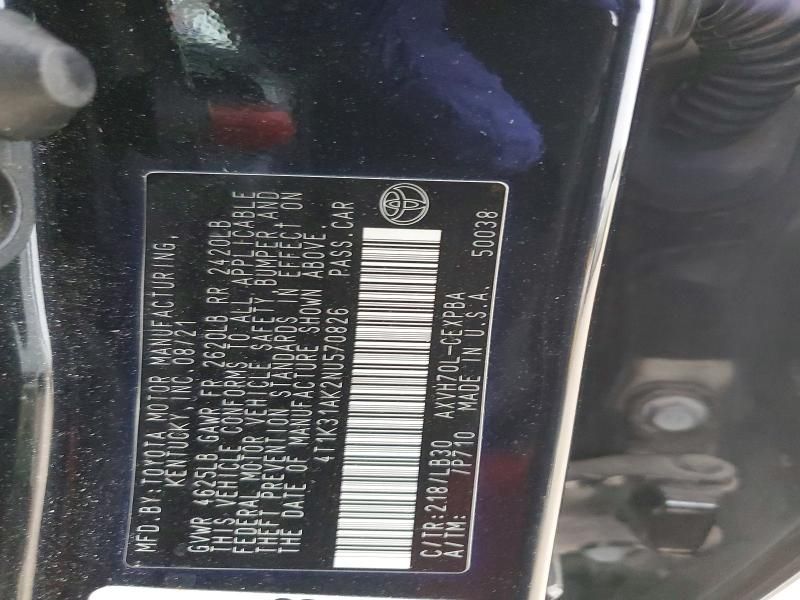 MFD. BY: TOYOTA MOTOR MANUFACTURING,
KENTUCKY, INC. 08/21
GVWR 4625LB GAWR FR 2620LB RR 2420LB
THIS VEHICLE CONFORMS TO ALL APPLICABLE
FEDERAL MOTOR VEHICLE SAFETY, BUMPER AND
THEFT PREVENTION STANDARDS IN EFFECT ON
THE DATE OF MANUFACTURE SHOWN ABOVE.
4T1K31AK2NU570826 PASS CAR
C/TR:218/LB30 AXVH70L-CEXPBA
A/TM: 7P710 MADE IN U.S.A. 50038